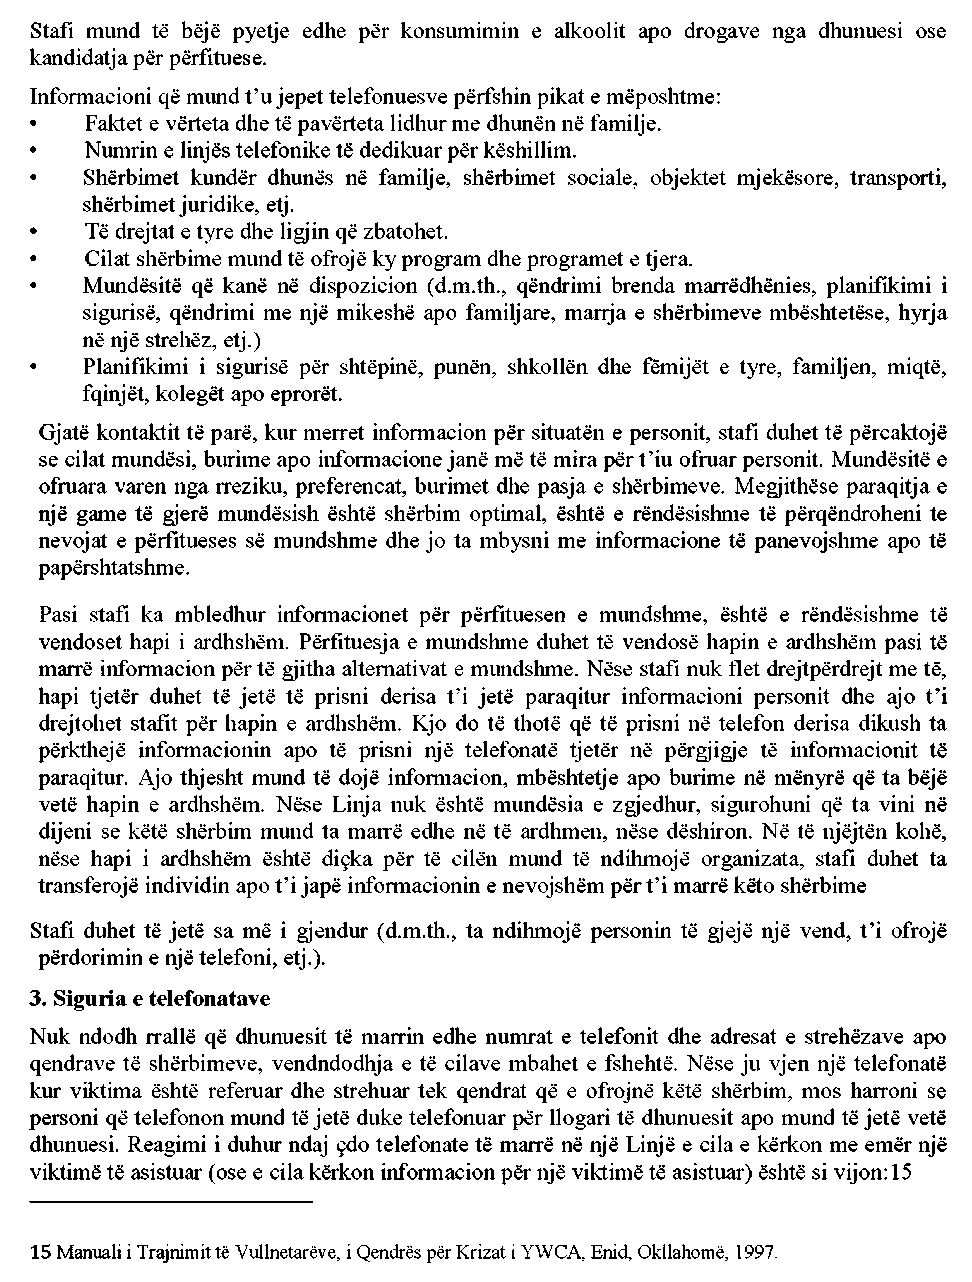 Stafi mund të bëjë pyetje edhe për konsumimin e alkoolit apo drogave nga dhunuesi ose
kandidatja për përfituese.
Informacioni që mund t'u jepet telefonuesve përfshin pikat e mëposhtme:
• Faktet e vërteta dhe të pavërteta lidhur me dhunën në familje.
• Numrin e linjës telefonike të dedikuar për këshillim.
• Shërbimet kundër dhunës në familje, shërbimet sociale, objektet mjekësore, transporti,
shërbimet juridike, etj.
• Të drejtat e tyre dhe ligjin që zbatohet.
• Cilat shërbime mund të ofrojë ky program dhe programet e tjera.
• Mundësitë që kanë në dispozicion (d.m.th., qëndrimi brenda marrëdhënies, planifikimi i
sigurisë, qëndrimi me një mikeshë apo familjare, marrja e shërbimeve mbështetëse, hyrja
në një strehëz, etj.)
• Planifikimi i sigurisë për shtëpinë, punën, shkollën dhe fëmijët e tyre, familjen, miqtë,
fqinjët, kolegët apo eprorët.
Gjatë kontaktit të parë, kur merret informacion për situatën e personit, stafi duhet të përcaktojë
se cilat mundësi, burime apo informacione janë më të mira për t'iu ofruar personit. Mundësitë e
ofruara varen nga rreziku, preferencat, burimet dhe pasja e shërbimeve. Megjithëse paraqitja e
një game të gjerë mundësish është shërbim optimal, është e rëndësishme të përqëndroheni te
nevojat e përfitueses së mundshme dhe jo ta mbysni me informacione të panevojshme apo të
papërshtatshme.
Pasi stafi ka mbledhur informacionet për përfituesen e mundshme, është e rëndësishme të
vendoset hapi i ardhshëm. Përfituesja e mundshme duhet të vendosë hapin e ardhshëm pasi të
marrë informacion për të gjitha alternativat e mundshme. Nëse stafi nuk flet drejtpërdrejt me të,
hapi tjetër duhet të jetë të prisni derisa t'i jetë paraqitur informacioni personit dhe ajo t'i
drejtohet stafit për hapin e ardhshëm. Kjo do të thotë që të prisni në telefon derisa dikush ta
përkthejë informacionin apo të prisni një telefonatë tjetër në përgjigje të informacionit të
paraqitur. Ajo thjesht mund të dojë informacion, mbështetje apo burime në mënyrë që ta bëjë
vetë hapin e ardhshëm. Nëse Linja nuk është mundësia e zgjedhur, sigurohuni që ta vini në
dijeni se këtë shërbim mund ta marrë edhe në të ardhmen, nëse dëshiron. Në të njëjtën kohë,
nëse hapi i ardhshëm është diçka për të cilën mund të ndihmojë organizata, stafi duhet ta
transferojë individin apo t'i japë informacionin e nevojshëm për t'i marrë këto shërbime
Stafi duhet të jetë sa më i gjendur (d.m.th., ta ndihmojë personin të gjejë një vend, t'i ofrojë
përdorimin e një telefoni, etj.).
3. Siguria e telefonatave
Nuk ndodh rrallë që dhunuesit të marrin edhe numrat e telefonit dhe adresat e strehëzave apo
qendrave të shërbimeve, vendndodhja e të cilave mbahet e fshehtë. Nëse ju vjen një telefonatë
kur viktima është referuar dhe strehuar tek qendrat që e ofrojnë këtë shërbim, mos harroni se
personi që telefonon mund të jetë duke telefonuar për llogari të dhunuesit apo mund të jetë vetë
dhunuesi. Reagimi i duhur ndaj çdo telefonate të marrë në një Linjë e cila e kërkon me emër një
viktimë të asistuar (ose e cila kërkon informacion për një viktimë të asistuar) është si vijon:15
15 Manuali i Trajnimit të Vullnetarëve, i Qendrës për Krizat i YWCA, Enid, Okllahomë, 1997.